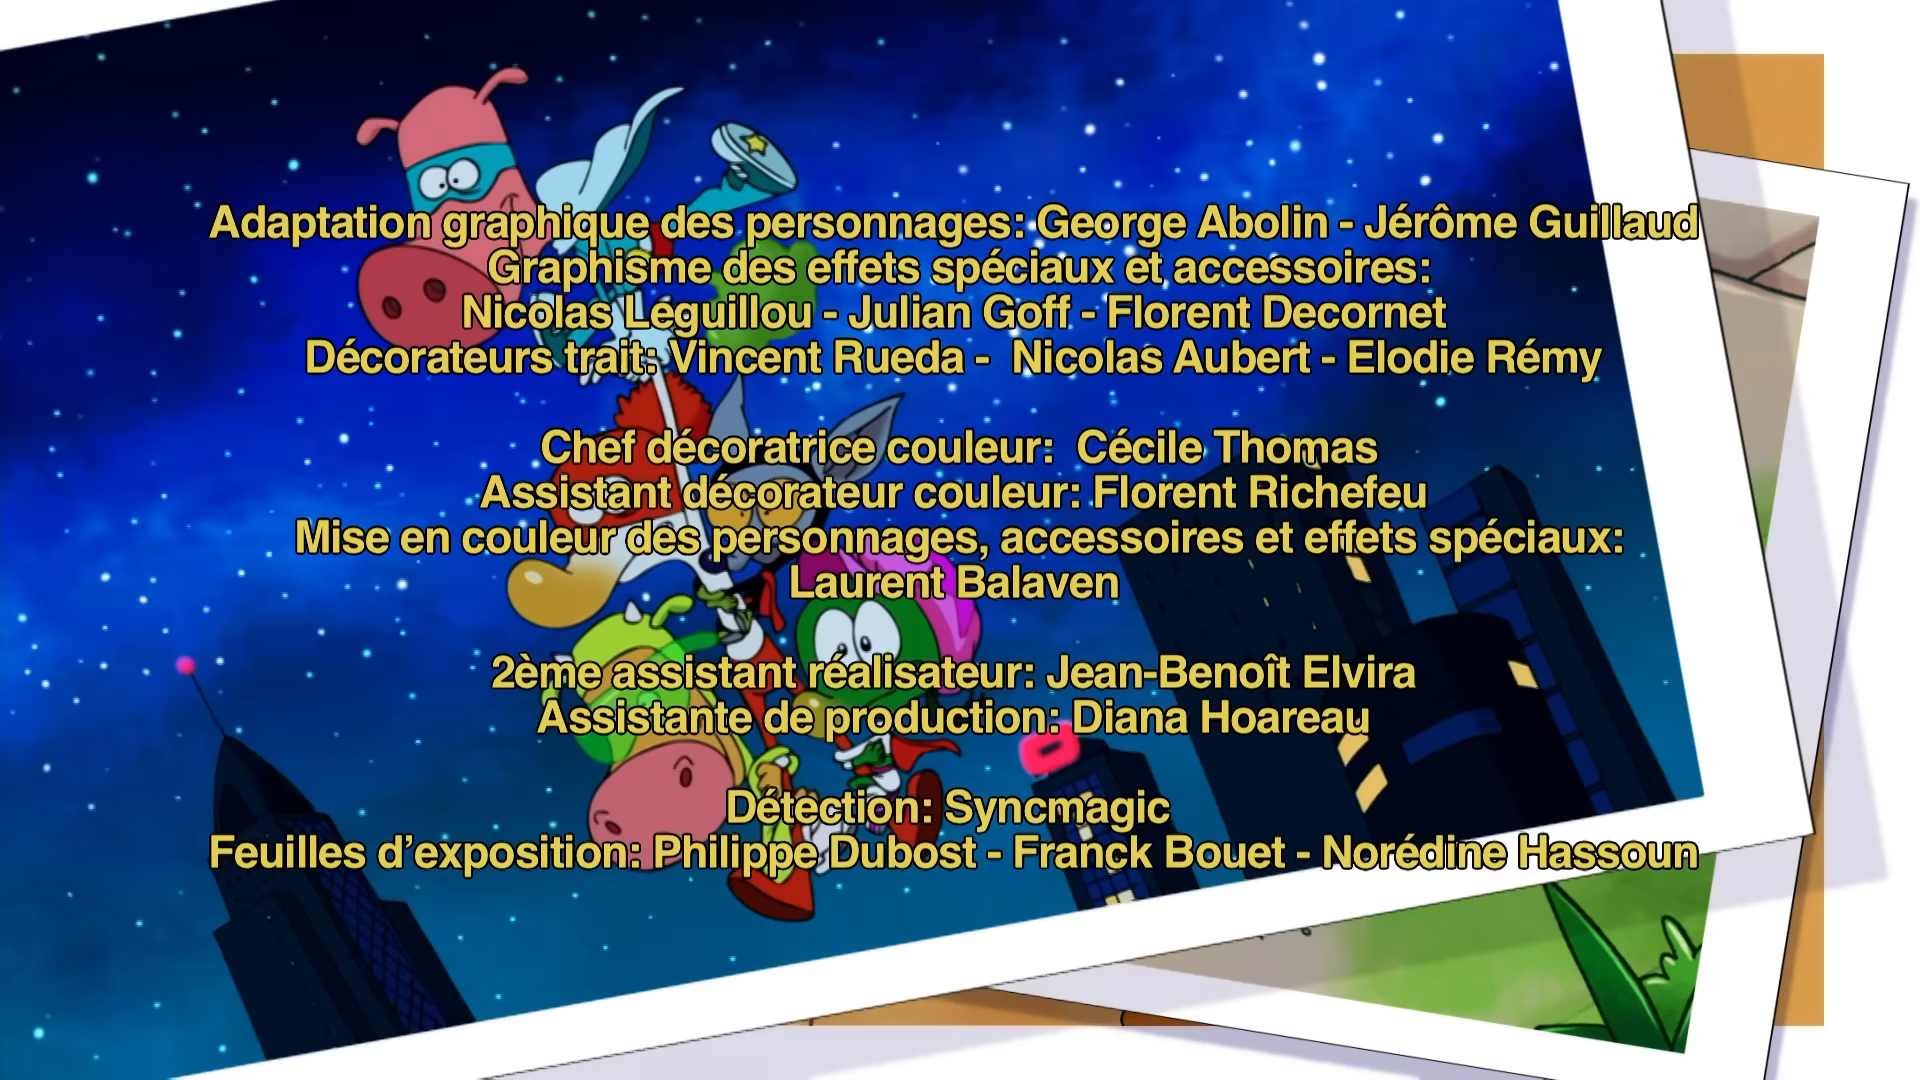 Adaptation graphique des personnages: George Abolin - Jérôme Guillaud
Graphisme des effets spéciaux et accessoires:
Nicolas Leguillou - Julian Goff - Florent Decornet
Décorateurs trait: Vincent Rueda -  Nicolas Aubert - Elodie Rémy
Chef décoratrice couleur:  Cécile Thomas
Assistant décorateur couleur: Florent Richefeu
Mise en couleur des personnages, accessoires et effets spéciaux:
Laurent Balaven
2ème assistant réalisateur: Jean-Benoît Elvira
Assistante de production: Diana Hoareau
Détection: Syncmagic
Feuilles d’exposition: Philippe Dubost - Franck Bouet - Norédine Hassoun